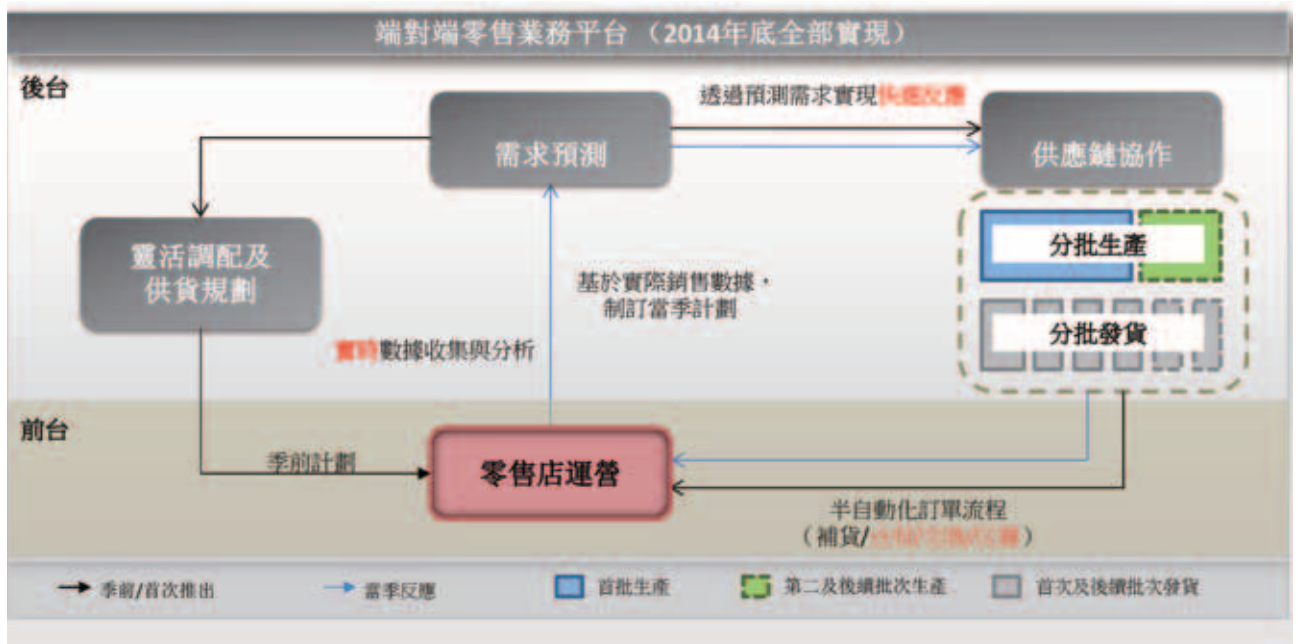 端對端零售業務平台 （2014年底全部實現）
後台
透過預測需求實現快速反應
需求預測
供應鏈協作
分批生產
靈活調配及
供貨規劃
基於實際銷售數據，
制訂當季計劃
分批發貨
實時數據收集與分析
前台
零售店運營
季前計劃
半自動化訂單流程
（補貨/
）
季前/首次推出
當季反應
首批生產
第二及後續批次生產
首次及後續批次發貨